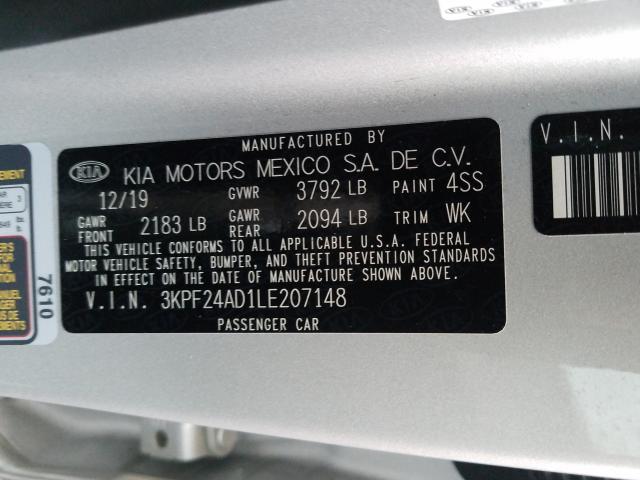 MANUFACTURED BY
KIA KIA MOTORS MEXICO S.A. DE C.V.
12/19 GVWR 3792 LB PAINT 4SS
GAWR FRONT 2183 LB GAWR REAR 2094 LB TRIM WK
THIS VEHICLE CONFORMS TO ALL APPLICABLE U.S.A. FEDERAL
MOTOR VEHICLE SAFETY, BUMPER, AND THEFT PREVENTION STANDARDS
IN EFFECT ON THE DATE OF MANUFACTURE SHOWN ABOVE.
V.I.N. 3KPF24AD1LE207148
PASSENGER CAR
7610
V.I.N.